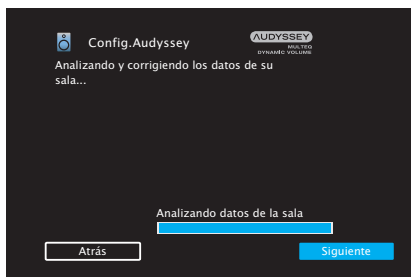 Config.Audyssey
AUDYSSEY
MULTEQ
DYNAMIC VOLUME
Analizando y corrigiendo los datos de su
sala...
Analizando datos de la sala
Atrás
Siguiente